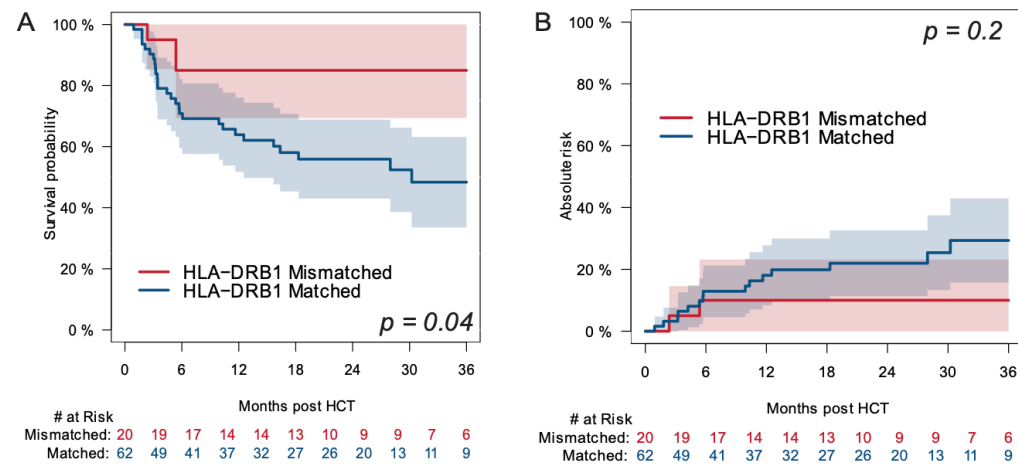 A
100 %
80 %
60 %
40 %
20 %
0 %
Survival probability
HLA−DRB1 Mismatched
HLA−DRB1 Matched
p = 0.04
0 6 12 18 24 30 36
Months post HCT
# at Risk
Mismatched: 20 19 17 14 14 13 10 9 9 7 6
Matched: 62 49 41 37 32 27 26 20 13 11 9
B
100 %
80 %
60 %
40 %
20 %
0 %
Absolute risk
p = 0.2
HLA−DRB1 Mismatched
HLA−DRB1 Matched
0 6 12 18 24 30 36
Months post HCT
# at Risk
Mismatched: 20 19 17 14 14 13 10 9 9 7 6
Matched: 62 49 41 37 32 27 26 20 13 11 9